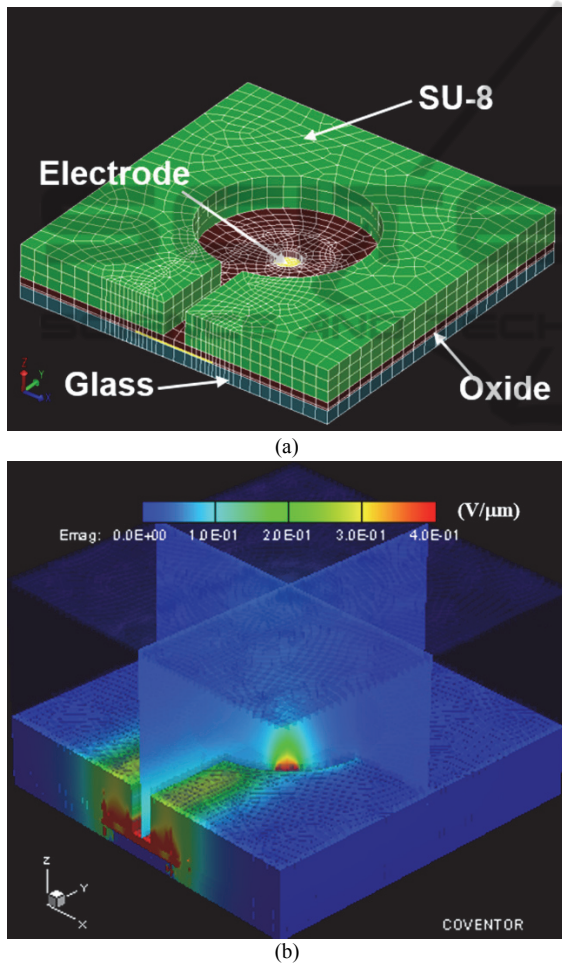 SU-8
Electrode
Glass
Oxide
Z
Y
X
(a)
(V/μm)
Emag: 0.0E+00 1.0E-01 2.0E-01 3.0E-01 4.0E-01
Z
Y
X
COVENTOR
(b)